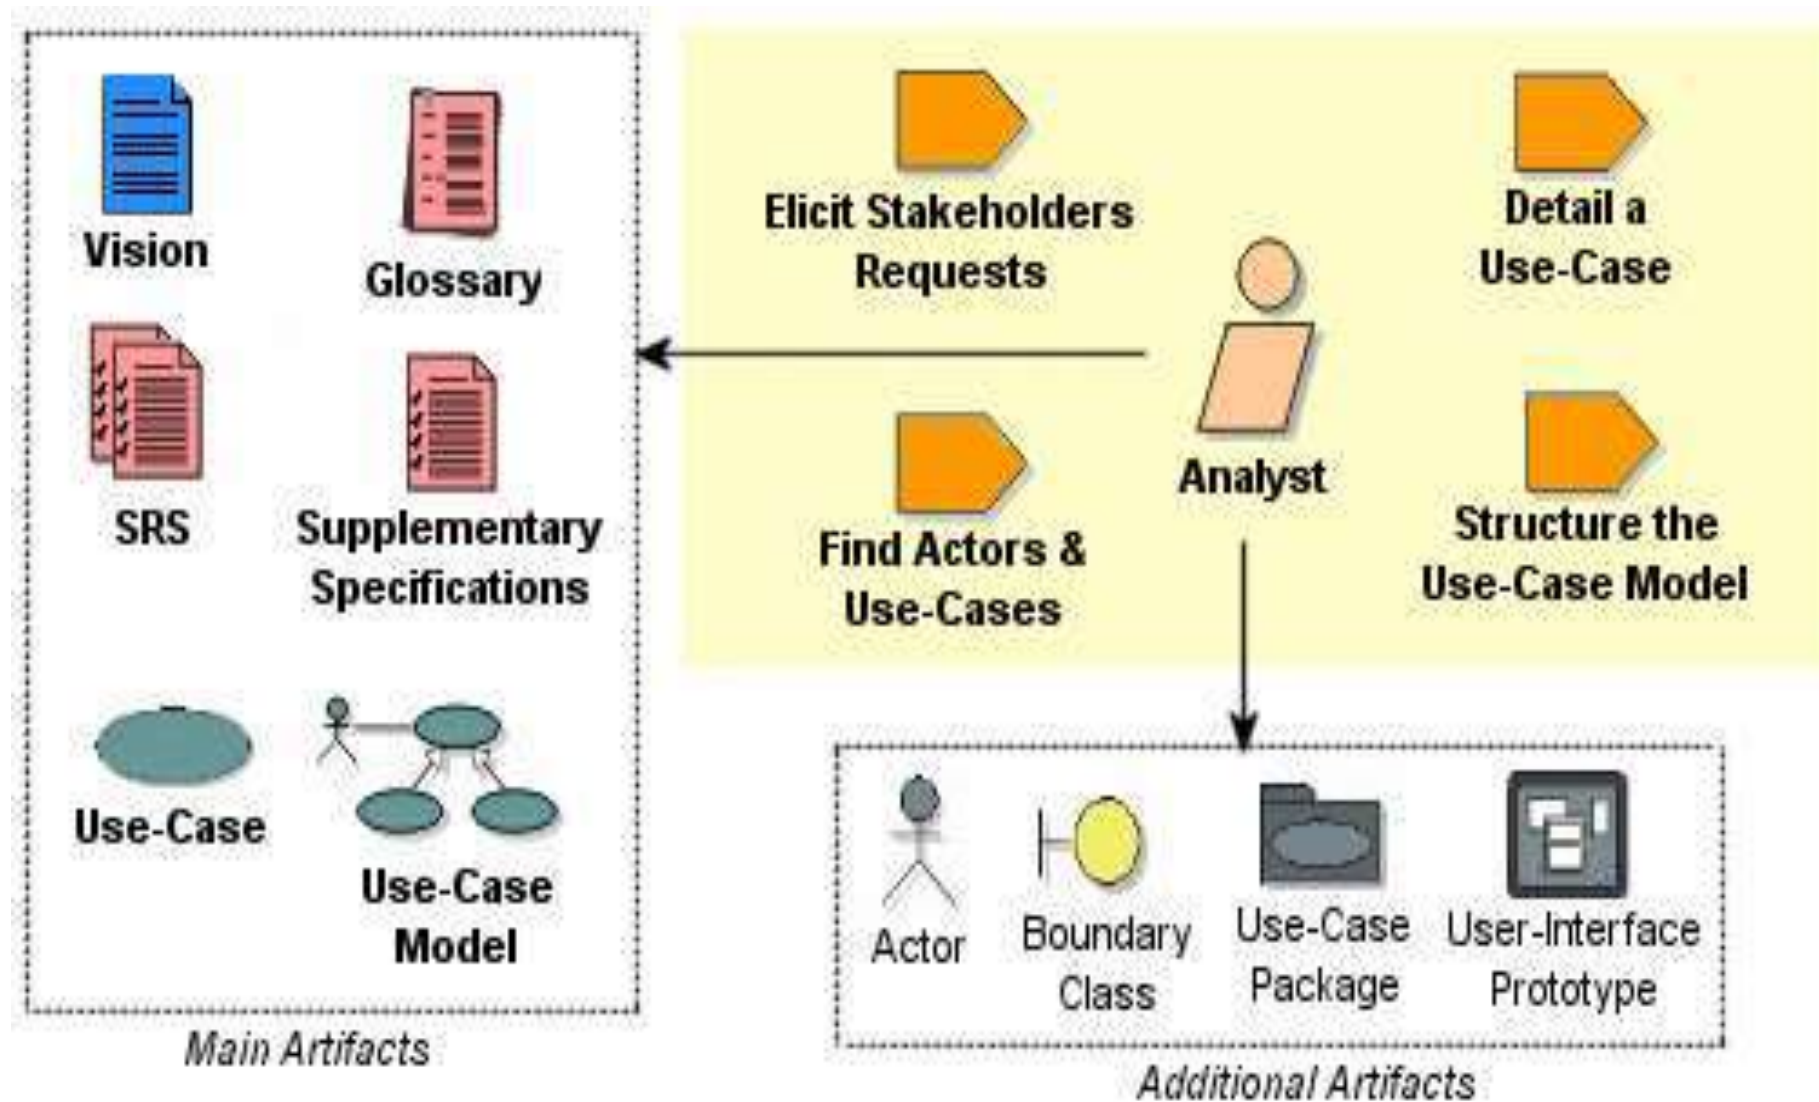 Vision
Glossary
SRS
Supplementary
Specifications
Use-Case
Use-Case
Model
Main Artifacts
Elicit Stakeholders
Requests
Detail a
Use-Case
Analyst
Find Actors &
Use-Cases
Structure the
Use-Case Model
Actor
Boundary
Class
Use-Case
Package
User-Interface
Prototype
Additional Artifacts